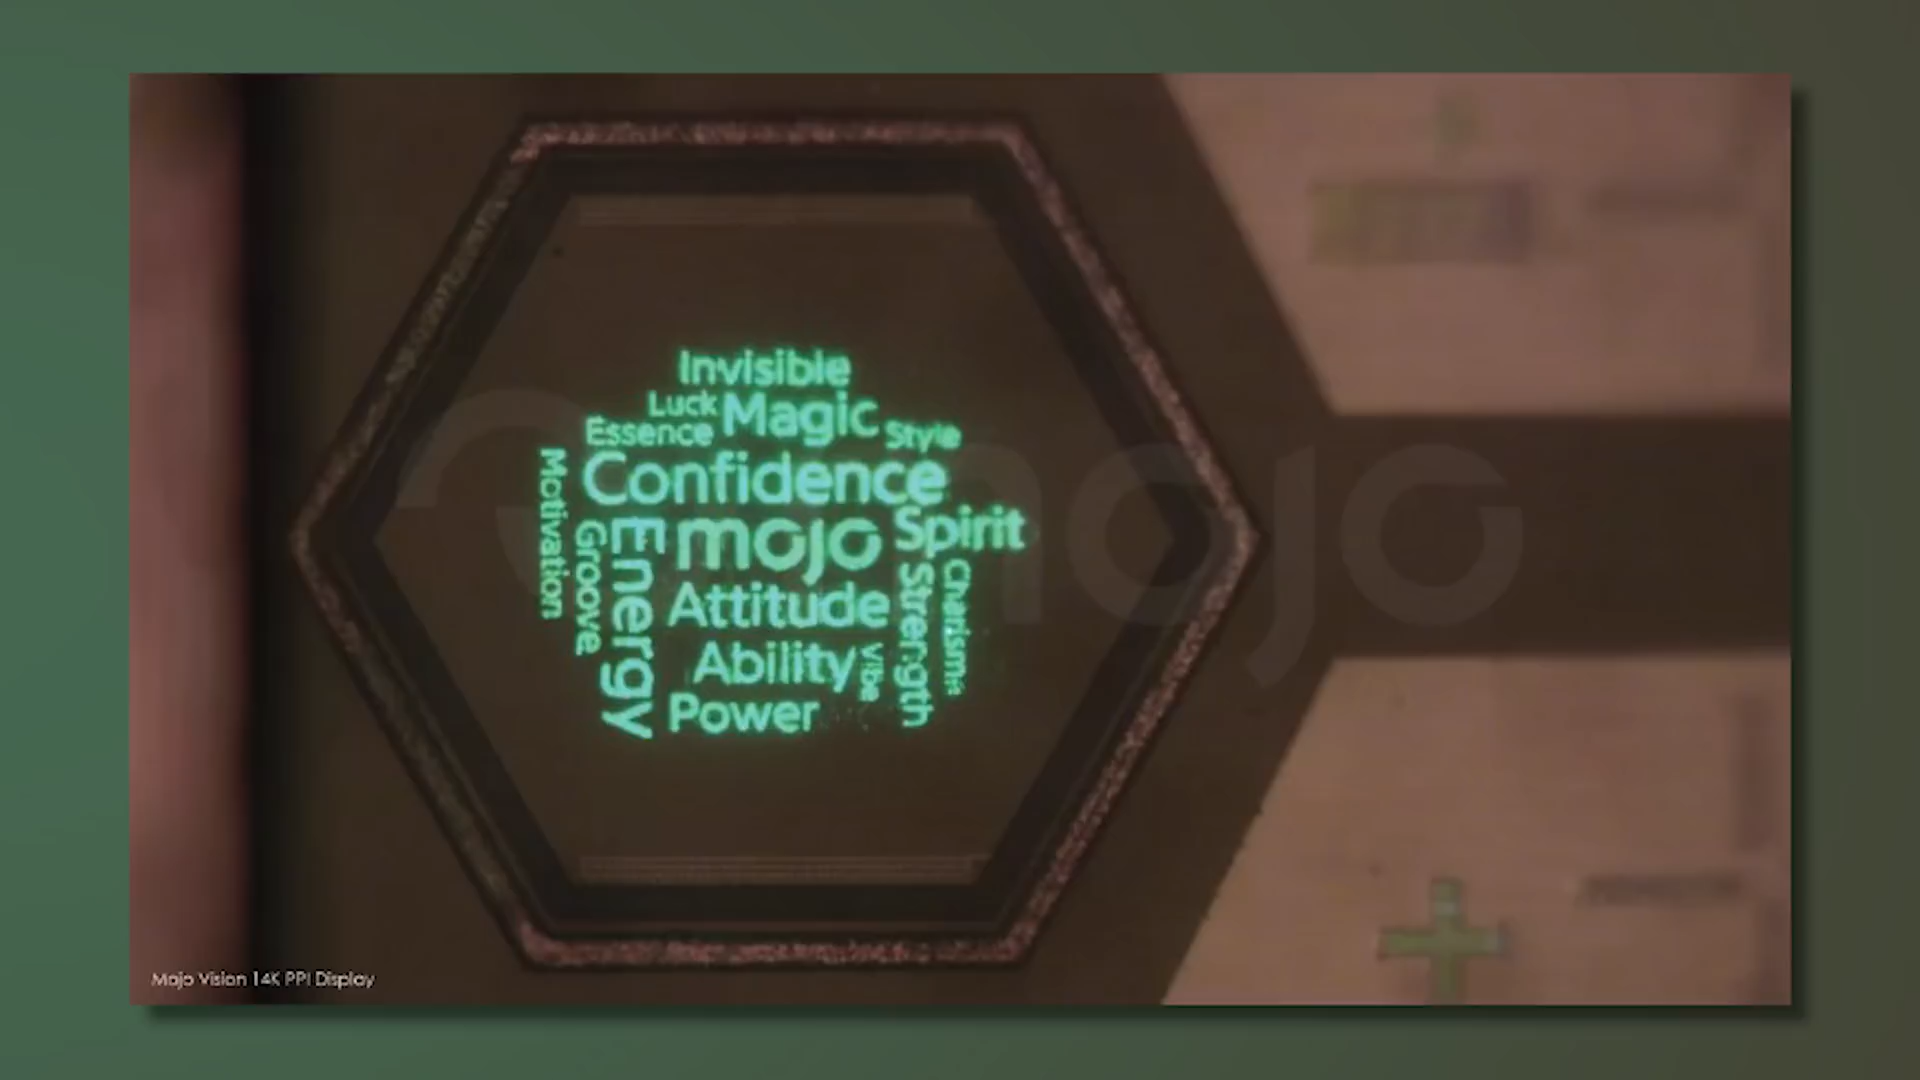 Invisible
Luck Magic Style
Essence
Confidence
Motivation
Groove
Energy
mojo
Spirit
Attitude
Strength
Charisma
Ability
Vibe
Power
mojo
Mojo Vision 14K PPI Display